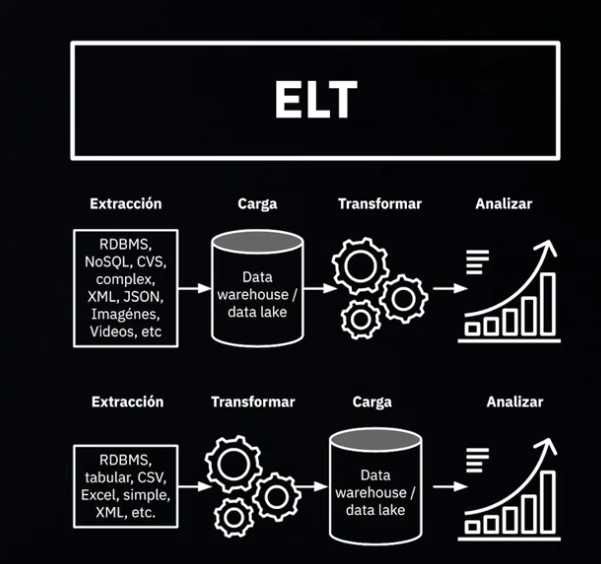 ELT
Extracción
Carga
Transformar
Analizar
RDBMS,
NoSQL, CVS,
complex,
XML, JSON,
Imagénes,
Videos, etc
Data
warehouse /
data lake
Extracción
Transformar
Carga
Analizar
RDBMS,
tabular, CSV,
Excel, simple,
XML, etc.
Data
warehouse /
data lake